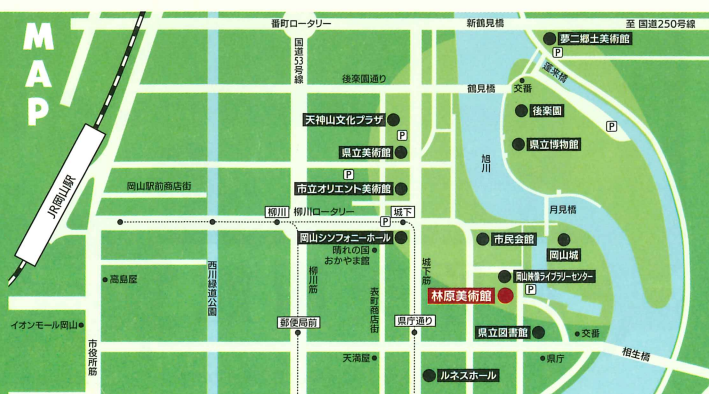 MAP
番町ロータリー
新鶴見橋
至 国道250号線
国道53号線
夢二郷土美術館
P
蓬莱橋
後楽園通り
鶴見橋
交番
後楽園
天神山文化プラザ
P
P
県立美術館
県立博物館
旭川
JR岡山駅
P
岡山駅前商店街
市立オリエント美術館
月見橋
柳川
柳川ロータリー
P
城下
岡山シンフォニーホール
市民会館
岡山城
晴れの国
おかやま館
城下筋
高島屋
西川緑道公園
柳川筋
岡山映像ライブラリーセンター
P
表町商店街
林原美術館
イオンモール岡山
市役所筋
郵便局前
県庁通り
県立図書館
交番
相生橋
天満屋
県庁
ルネスホール